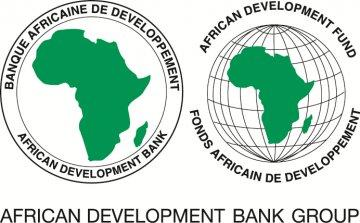 BANQUE AFRICAINE DE DEVELOPPEMENT
AFRICAN DEVELOPMENT BANK
AFRICAN DEVELOPMENT FUND
FONDS AFRICAIN DE DEVELOPPEMENT
AFRICAN DEVELOPMENT BANK GROUP